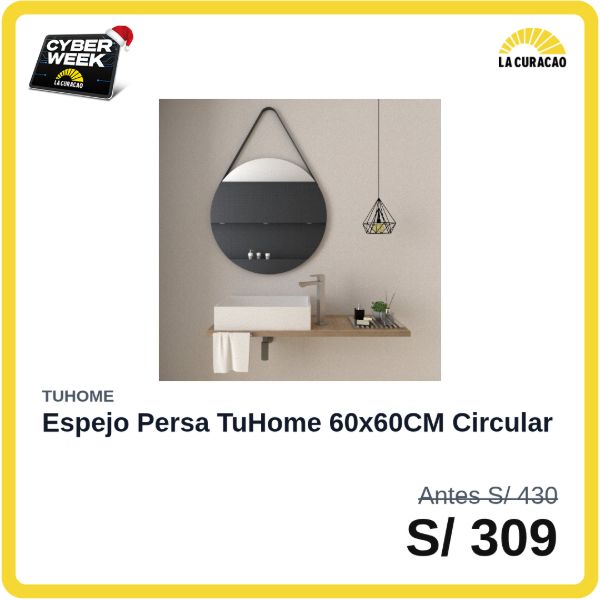 CYBER
WEEK
LA CURACAO
LA CURACAO
TUHOME
Espejo Persa TuHome 60x60CM Circular
Antes S/ 430
S/ 309